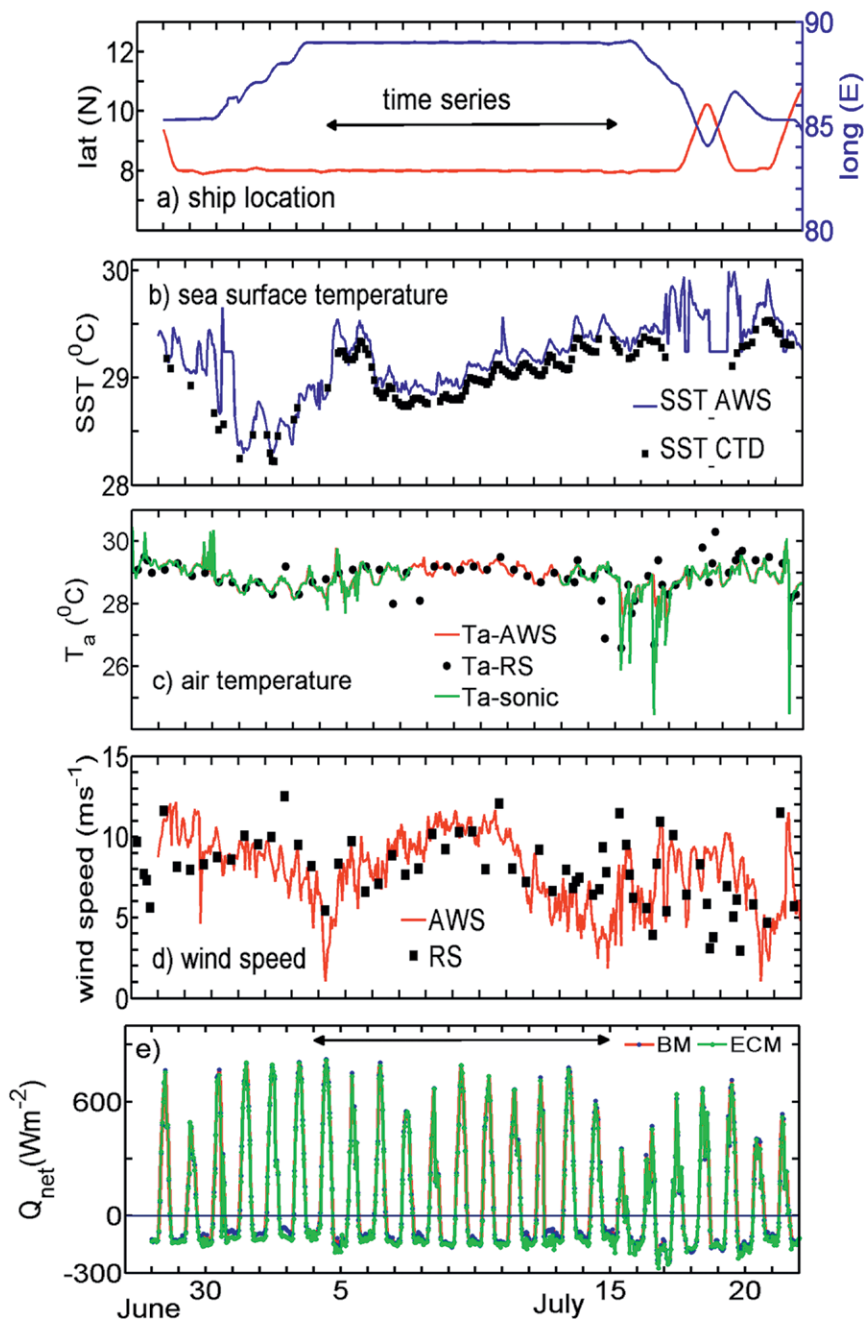 12
10
8
lat (N)
90
85
80
long (E)
time series
a) ship location
30
29
28
SST (⁰C)
b) sea surface temperature
SST_AWS
SST_CTD
30
28
26
Tₐ (⁰C)
Ta-AWS
Ta-RS
Ta-sonic
c) air temperature
15
10
5
0
wind speed (ms⁻¹)
AWS
RS
d) wind speed
e)
BM
ECM
600
0
-300
Qₙₑₜ(Wm⁻²)
30
5
15
20
June
July